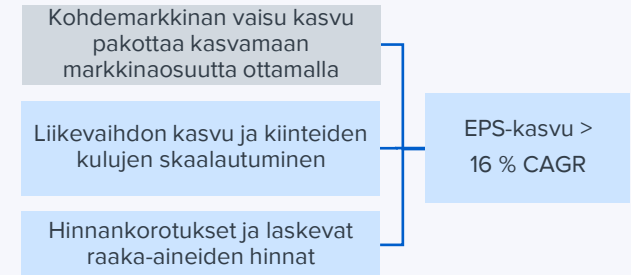 Kohdemarkkinan vaisu kasvu
pakottaa kasvamaan
markkinaosuutta ottamalla
Liikevaihdon kasvu ja kiinteiden
kulujen skaalautuminen
EPS-kasvu >
16 % CAGR
Hinnankorotukset ja laskevat
raaka-aineiden hinnat